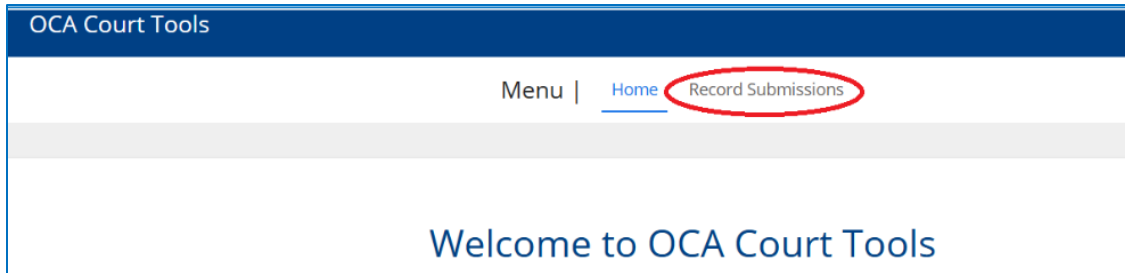 OCA Court Tools
Menu | Home Record Submissions
Welcome to OCA Court Tools